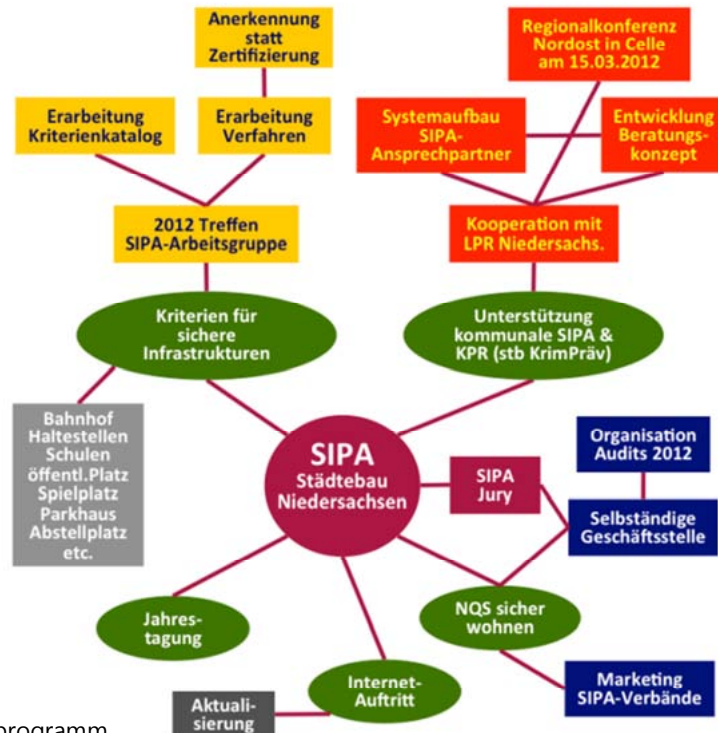 Anerkennung
statt
Zertifizierung
Erarbeitung
Kriterienkatalog
Erarbeitung
Verfahren
2012 Treffen
SIPA-Arbeitsgruppe
Regionalkonferenz
Nordost in Celle
am 15.03.2012
Systemaufbau
SIPA-
Ansprechpartner
Entwicklung
Beratungs-
konzept
Kooperation mit
LPR Niedersachs.
Kriterien für
sichere
Infrastrukturen
Unterstützung
kommunale SIPA &
KPR (stb KrimPräv)
Bahnhof
Haltestellen
Schulen
öffentl.Platz
Spielplatz
Parkhaus
Abstellplatz
etc.
SIPA
Städtebau
Niedersachsen
SIPA
Jury
Organisation
Audits 2012
Selbständige
Geschäftsstelle
Jahres-
tagung
NQS sicher
wohnen
Internet-
Auftritt
Marketing
SIPA-Verbände
Aktuali-
sierung
programm